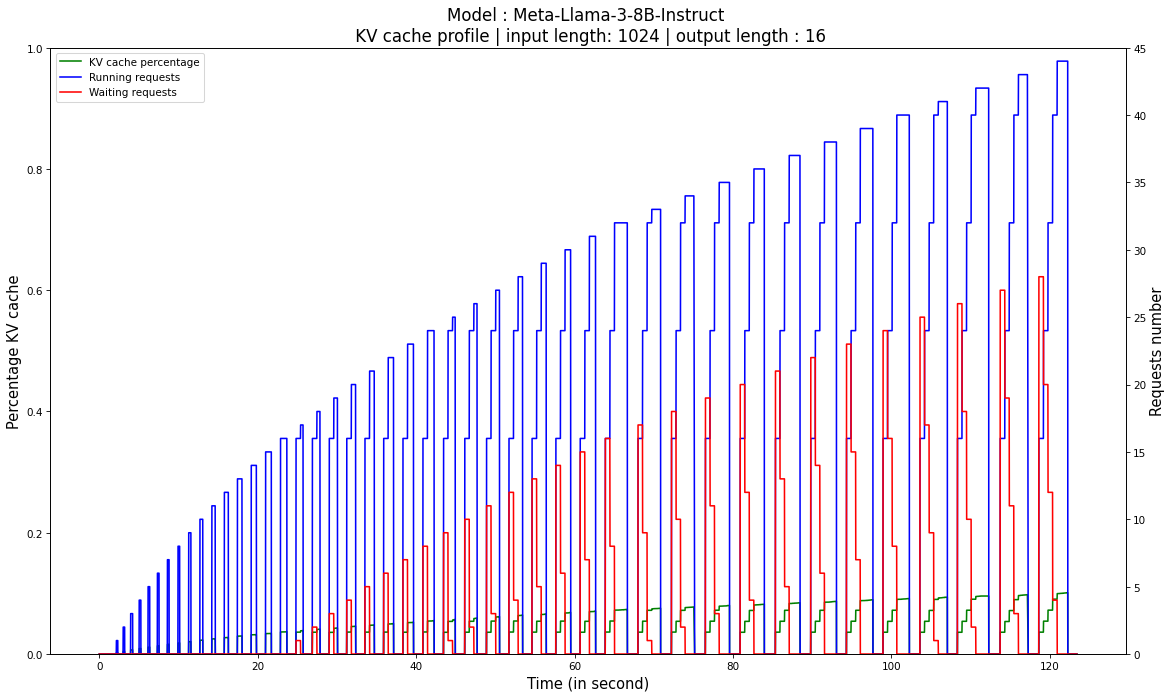 Model : Meta-Llama-3-8B-Instruct
KV cache profile | input length: 1024 | output length : 16
KV cache percentage
Running requests
Waiting requests
Percentage KV cache
1.0
0.8
0.6
0.4
0.2
0.0
45
40
35
30
25
20
15
10
5
0
Requests number
0 20 40 60 80 100 120
Time (in second)